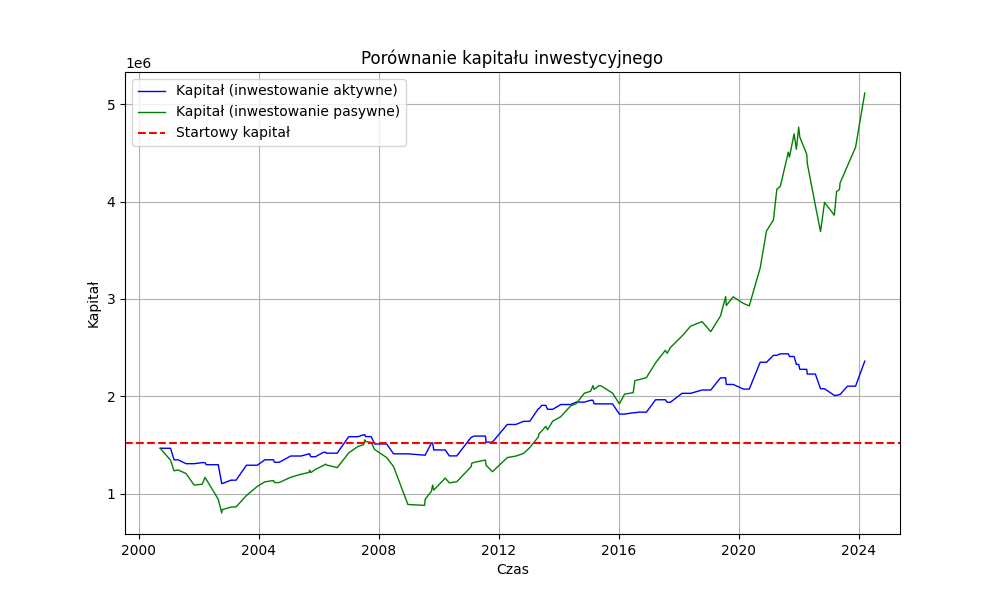 Porównanie kapitału inwestycyjnego
1e6
Kapitał (inwestowanie aktywne)
Kapitał (inwestowanie pasywne)
Startowy kapitał
5
4
3
2
1
Kapitał
2000 2004 2008 2012 2016 2020 2024
Czas